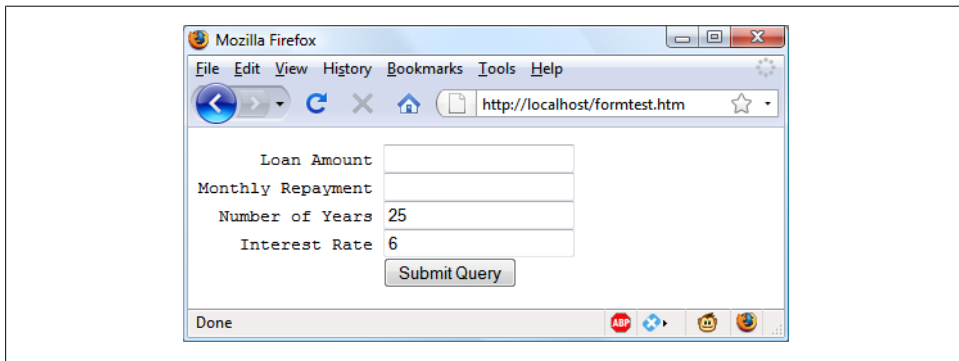 Mozilla Firefox
File Edit View History Bookmarks Tools Help
http://localhost/formtest.htm
Loan Amount
Monthly Repayment
Number of Years 25
Interest Rate 6
Submit Query
Done ABP